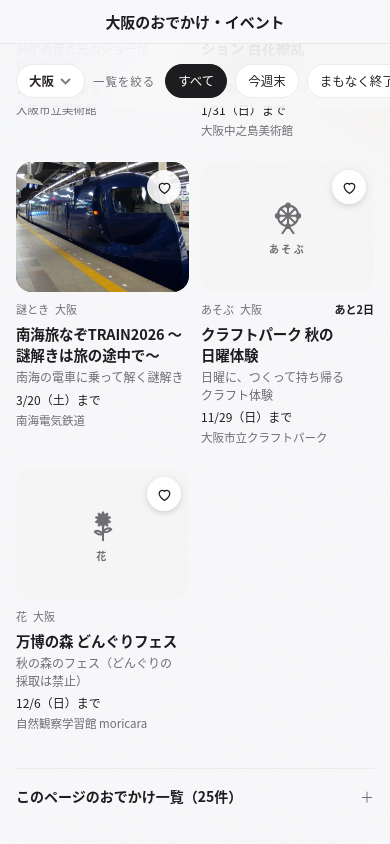 大阪のおでかけ・イベント
大阪
一覧を絞る
すべて
今週末
まもなく終了
大阪市立美術館
1/31（日）まで
大阪中之島美術館
謎とき 大阪
南海旅なぞTRAIN2026 〜
謎解きは旅の途中で〜
南海の電車に乗って解く謎解き
3/20（土）まで
南海電気鉄道
あそぶ
あそぶ 大阪
あと2日
クラフトパーク 秋の
日曜体験
日曜に、つくって持ち帰る
クラフト体験
11/29（日）まで
大阪市立クラフトパーク
花
花 大阪
万博の森 どんぐりフェス
秋の森のフェス（どんぐりの
採取は禁止）
12/6（日）まで
自然観察学習館 moricara
このページのおでかけ一覧（25件）